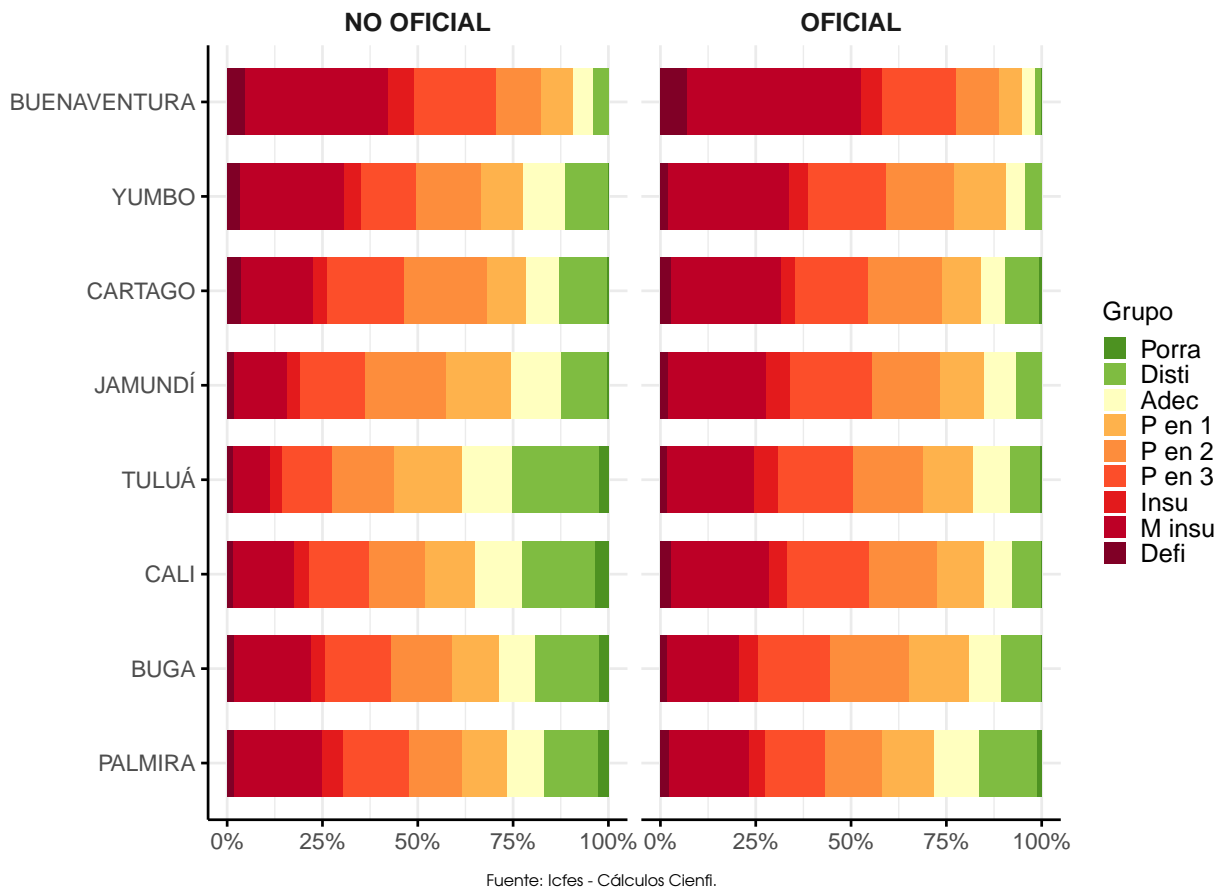 NO OFICIAL
OFICIAL
BUENAVENTURA
YUMBO
CARTAGO
JAMUNDÍ
TULUÁ
CALI
BUGA
PALMIRA
0%
25%
50%
75%
100%
0%
25%
50%
75%
100%
Grupo
Porra
Disti
Adec
P en 1
P en 2
P en 3
Insu
M insu
Defi
Fuente: Icfes - Cálculos Cienfi.